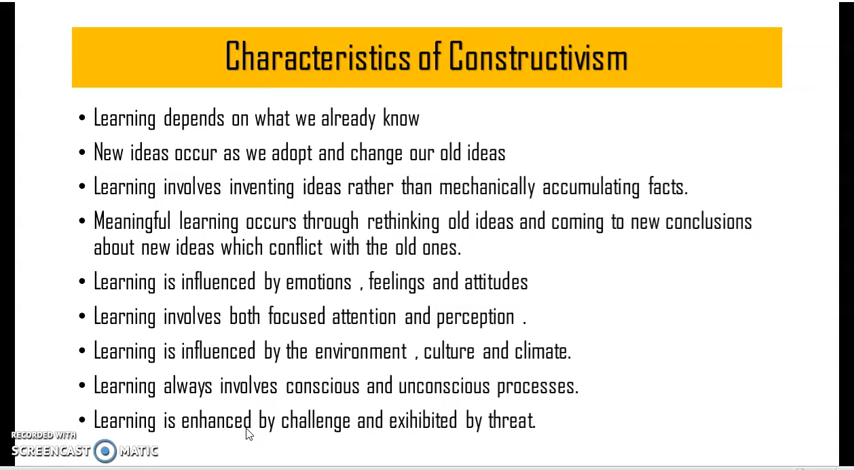 Characteristics of Constructivism
• Learning depends on what we already know
• New ideas occur as we adopt and change our old ideas
• Learning involves inventing ideas rather than mechanically accumulating facts.
• Meaningful learning occurs through rethinking old ideas and coming to new conclusions
about new ideas which conflict with the old ones.
• Learning is influenced by emotions , feelings and attitudes
• Learning involves both focused attention and perception .
• Learning is influenced by the environment , culture and climate.
• Learning always involves conscious and unconscious processes.
• Learning is enhanced by challenge and exihibited by threat.
RECORDED WITH
SCREENCAST MATIC